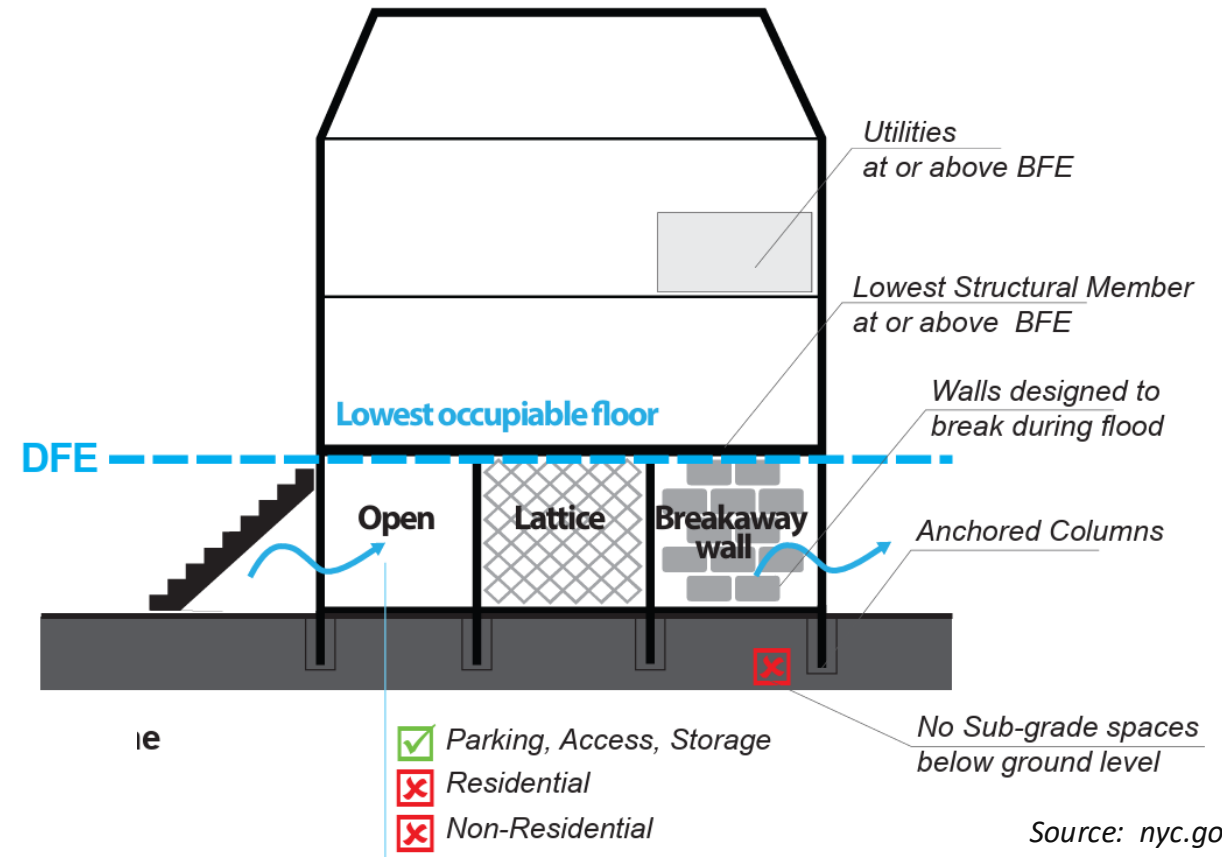 Utilities
at or above BFE
Lowest Structural Member
at or above BFE
Walls designed to
break during flood
Lowest occupiable floor
DFE
Open
Lattice
Breakaway
wall
Anchored Columns
No Sub-grade spaces
below ground level
Parking, Access, Storage
Residential
Non-Residential
Source: nyc.go